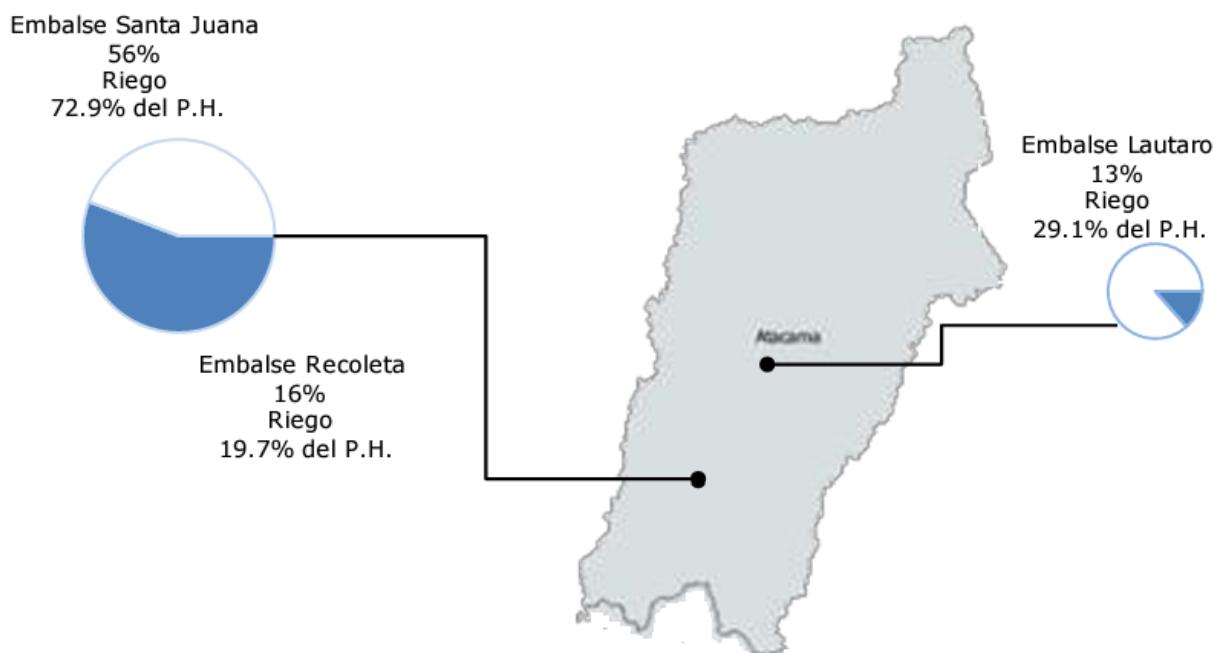 Embalse Santa Juana
56%
Riego
72.9% del P.H.
Embalse Recoleta
16%
Riego
19.7% del P.H.
Atacama
Embalse Lautaro
13%
Riego
29.1% del P.H.